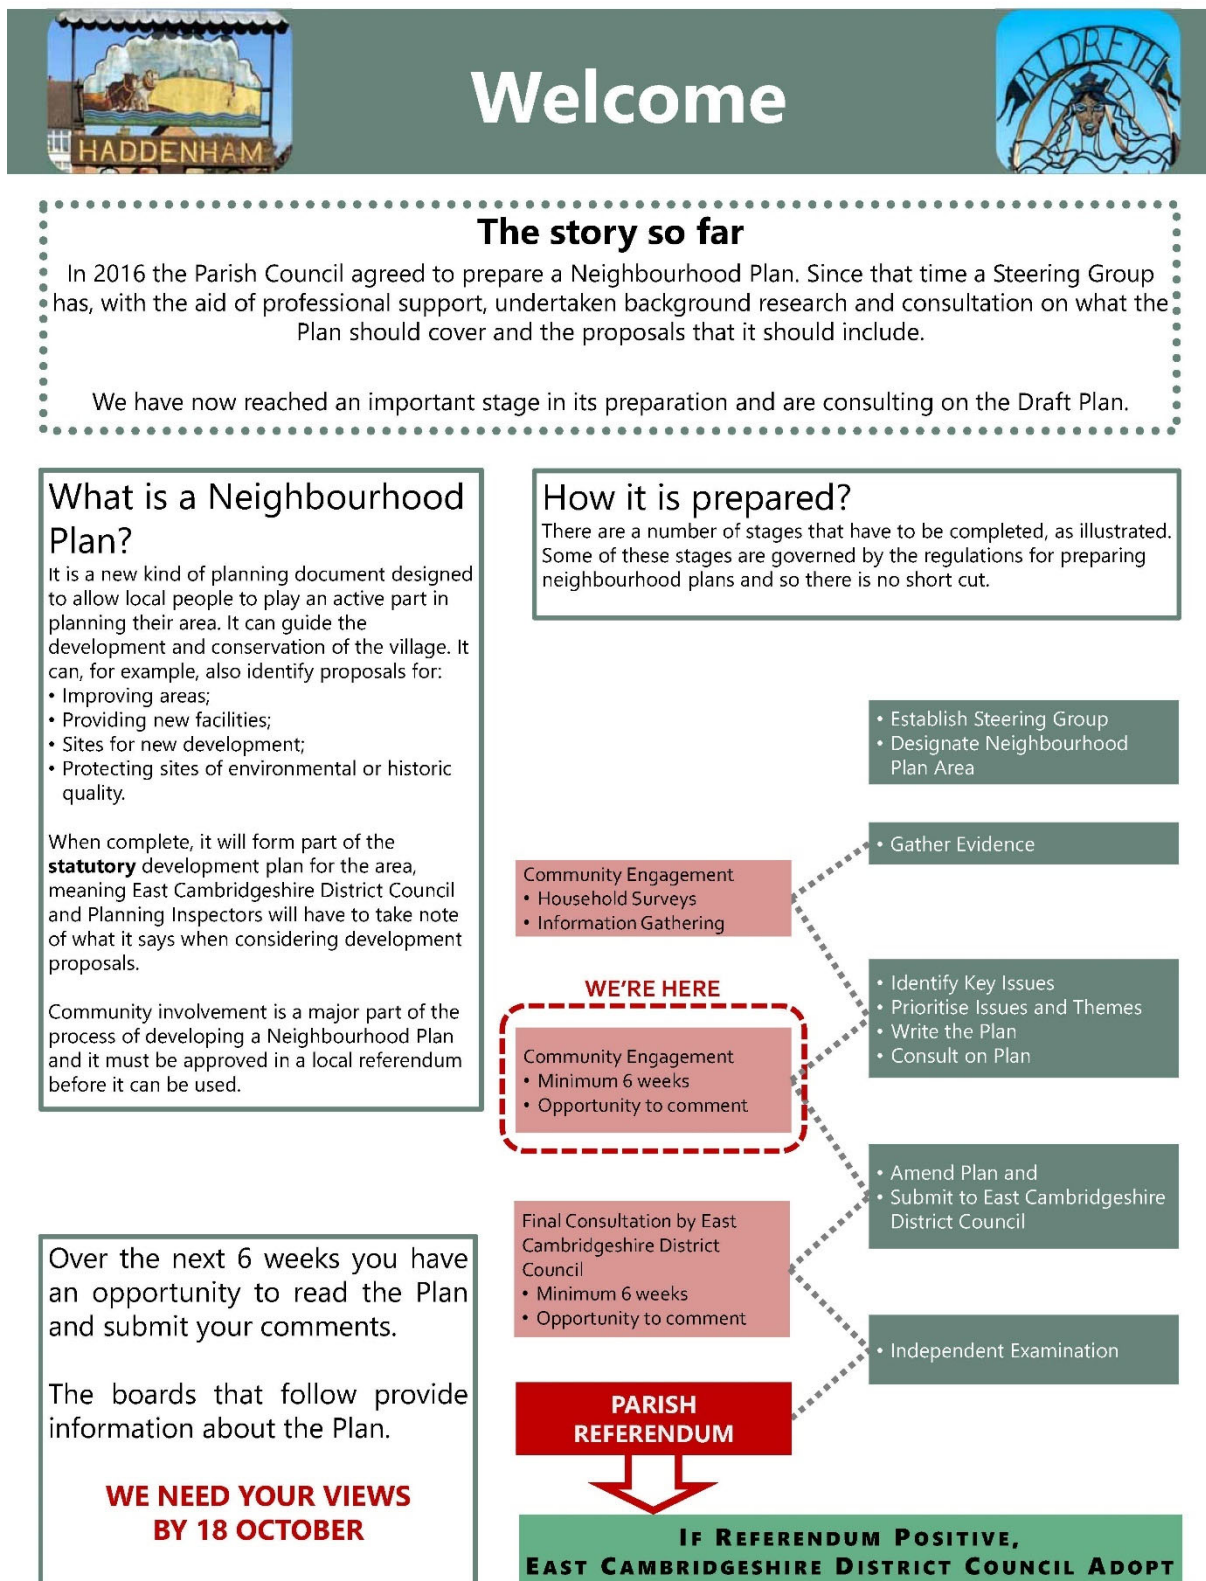 HADDENHAM
Welcome
ALDRETH
The story so far
In 2016 the Parish Council agreed to prepare a Neighbourhood Plan. Since that time a Steering Group
has, with the aid of professional support, undertaken background research and consultation on what the
Plan should cover and the proposals that it should include.
We have now reached an important stage in its preparation and are consulting on the Draft Plan.
What is a Neighbourhood
Plan?
It is a new kind of planning document designed
to allow local people to play an active part in
planning their area. It can guide the
development and conservation of the village. It
can, for example, also identify proposals for:
• Improving areas;
• Providing new facilities;
• Sites for new development;
• Protecting sites of environmental or historic
quality.
When complete, it will form part of the
statutory development plan for the area,
meaning East Cambridgeshire District Council
and Planning Inspectors will have to take note
of what it says when considering development
proposals.
Community involvement is a major part of the
process of developing a Neighbourhood Plan
and it must be approved in a local referendum
before it can be used.
Over the next 6 weeks you have
an opportunity to read the Plan
and submit your comments.
The boards that follow provide
information about the Plan.
WE NEED YOUR VIEWS
BY 18 OCTOBER
How it is prepared?
There are a number of stages that have to be completed, as illustrated.
Some of these stages are governed by the regulations for preparing
neighbourhood plans and so there is no short cut.
• Establish Steering Group
• Designate Neighbourhood
Plan Area
• Gather Evidence
Community Engagement
• Household Surveys
• Information Gathering
• Identify Key Issues
• Prioritise Issues and Themes
• Write the Plan
• Consult on Plan
WE'RE HERE
Community Engagement
• Minimum 6 weeks
• Opportunity to comment
• Amend Plan and
• Submit to East Cambridgeshire
District Council
Final Consultation by East
Cambridgeshire District
Council
• Minimum 6 weeks
• Opportunity to comment
• Independent Examination
PARISH
REFERENDUM
IF REFERENDUM POSITIVE,
EAST CAMBRIDGESHIRE DISTRICT COUNCIL ADOPT